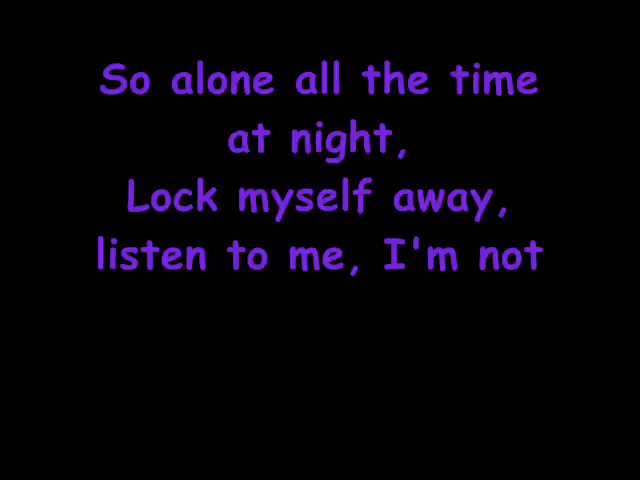 So alone all the time
at night,
Lock myself away,
listen to me, I'm not